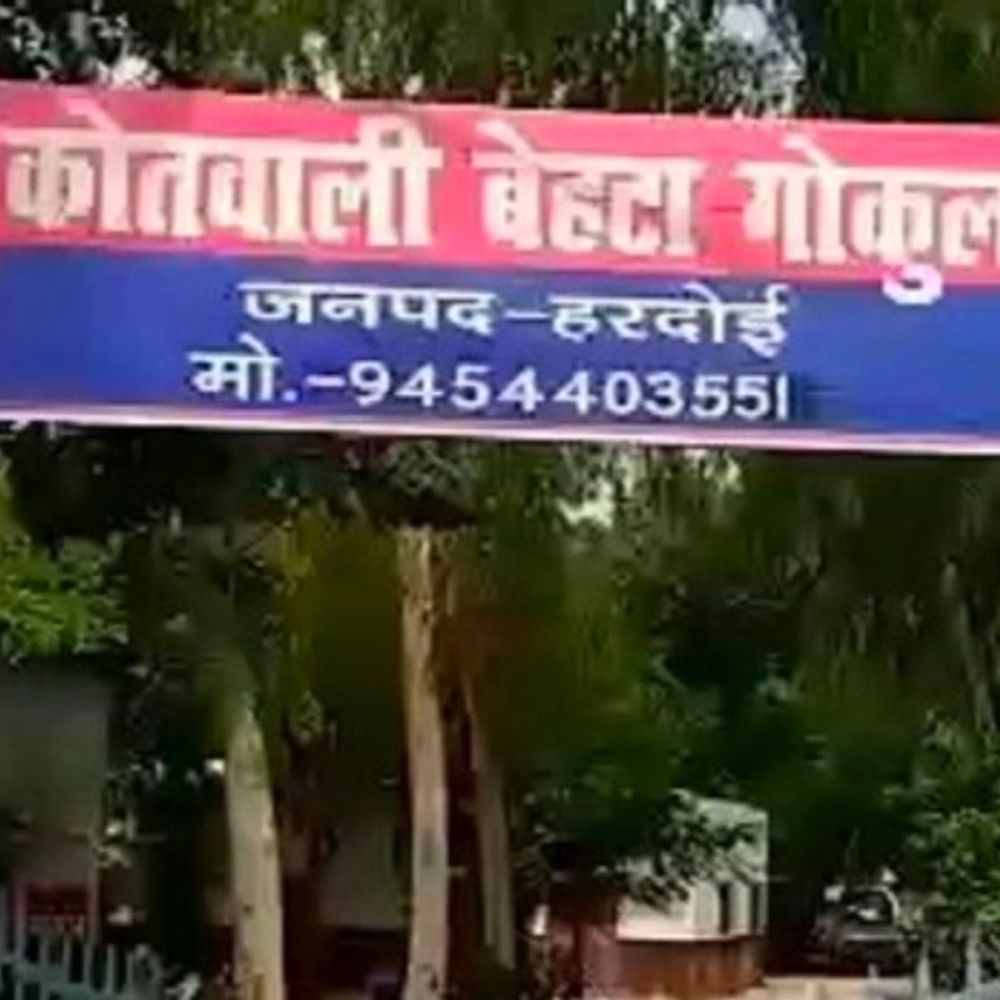 कोतवाली बेहटा गोकुल
जनपद-हरदोई
मो.-9454403551